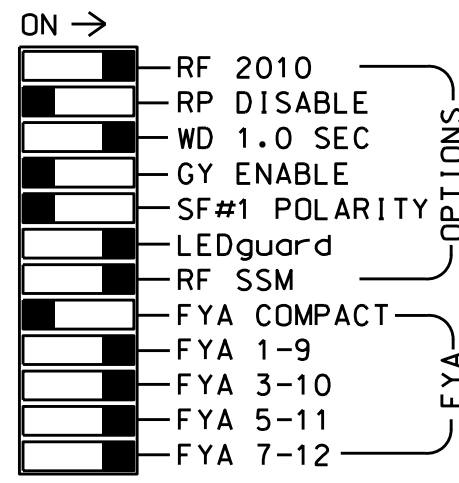 ON →
RF 2010
RP DISABLE
WD 1.0 SEC
GY ENABLE
SF#1 POLARITY
LEDguard
RF SSM
OPTIONS
FYA COMPACT
FYA 1-9
FYA 3-10
FYA 5-11
FYA 7-12
FYA